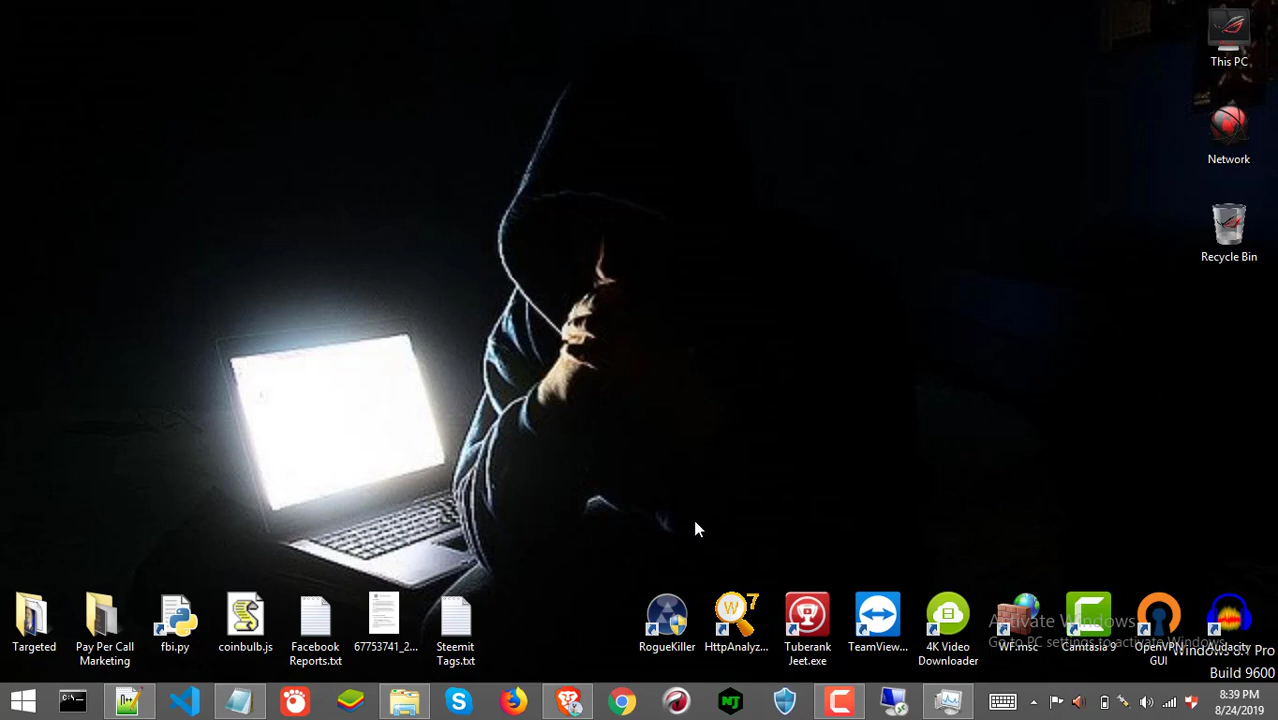 This PC
Network
Recycle Bin
Targeted
Pay Per Call
Marketing
fbi.py
coinbulb.js
Facebook
Reports.txt
67753741_2...
Steemit
Tags.txt
RogueKiller
7
W
HttpAnalyz...
Tuberank
Jeet.exe
TeamView...
4K Video
Downloader
WF.msc
Camtasia 9
OpenVPN
GUI
Audacity
Activate Windows
Go to PC settings to activate Windows.
Windows 8.1 Pro
Build 9600
8:39 PM
8/24/2019